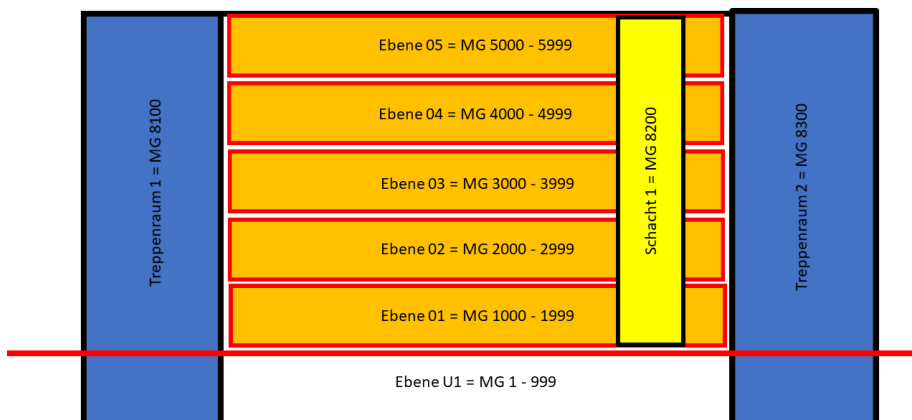 Treppenraum 1 = MG 8100
Ebene 05 = MG 5000 - 5999
Ebene 04 = MG 4000 - 4999
Ebene 03 = MG 3000 - 3999
Ebene 02 = MG 2000 - 2999
Ebene 01 = MG 1000 - 1999
Ebene U1 = MG 1 - 999
Schacht 1 = MG 8200
Treppenraum 2 = MG 8300